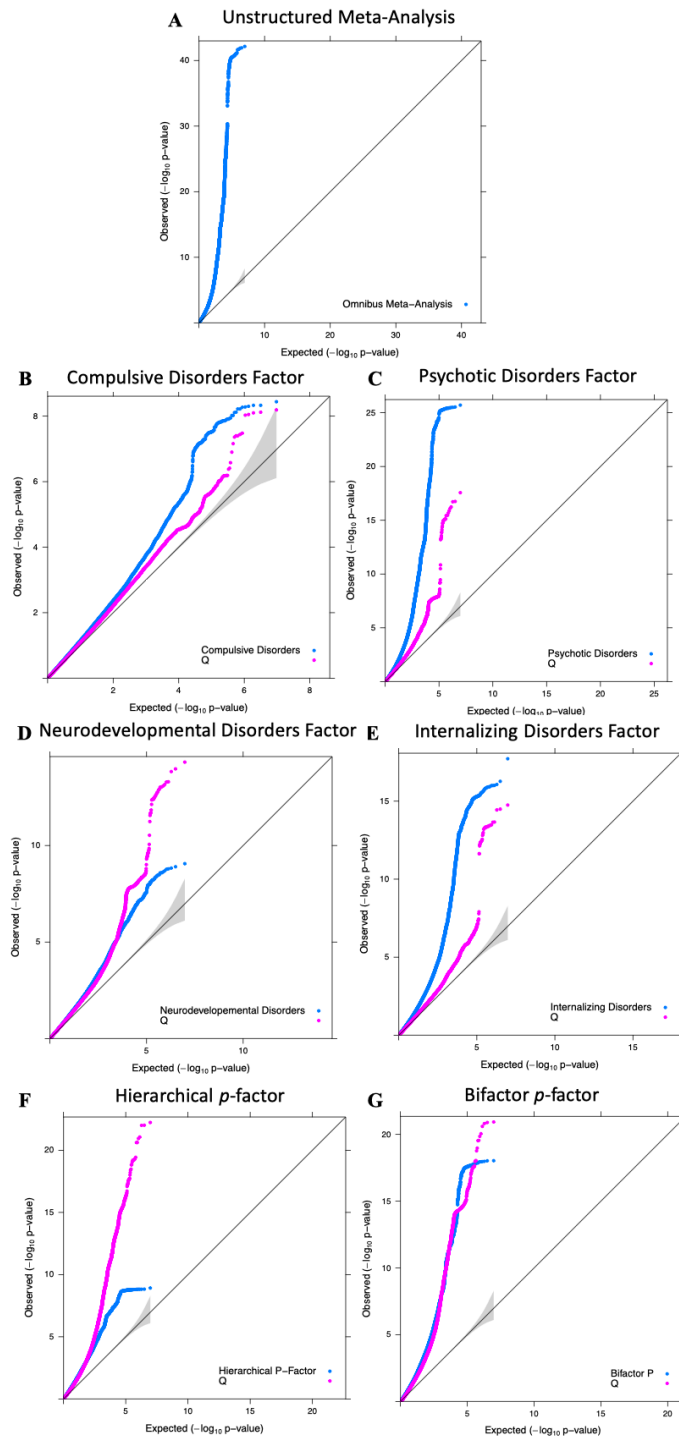 A Unstructured Meta-Analysis
40
30
20
10
Observed (−log10 p−value)
Omnibus Meta−Analysis
10 20 30 40
Expected (−log10 p−value)
B Compulsive Disorders Factor
8
6
4
2
Observed (−log10 p−value)
Compulsive Disorders
Q
2 4 6 8
Expected (−log10 p−value)
C Psychotic Disorders Factor
25
20
15
10
5
Observed (−log10 p−value)
Psychotic Disorders
Q
5 10 15 20 25
Expected (−log10 p−value)
D Neurodevelopmental Disorders Factor
10
5
Observed (−log10 p−value)
Neurodevelopemental Disorders
Q
5 10
Expected (−log10 p−value)
E Internalizing Disorders Factor
15
10
5
Observed (−log10 p−value)
Internalizing Disorders
Q
5 10 15
Expected (−log10 p−value)
F Hierarchical p-factor
20
15
10
5
Observed (−log10 p−value)
Hierarchical P−Factor
Q
5 10 15 20
Expected (−log10 p−value)
G Bifactor p-factor
20
15
10
5
Observed (−log10 p−value)
Bifactor P
Q
5 10 15 20
Expected (−log10 p−value)